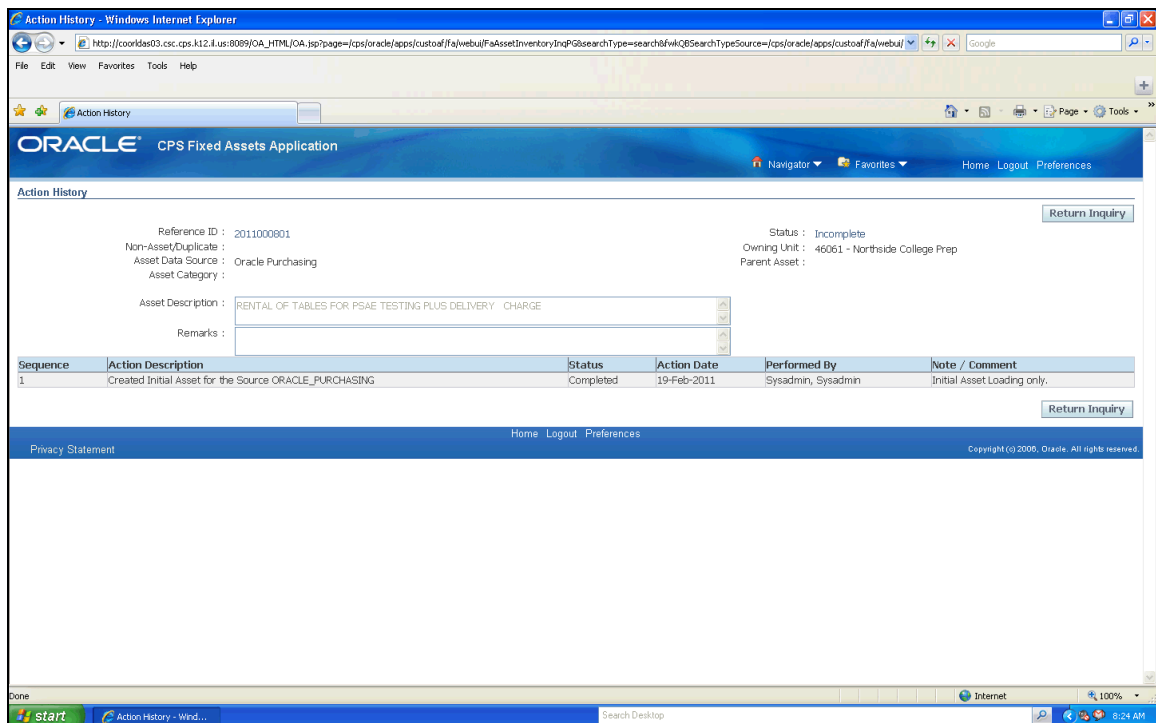 Action History - Windows Internet Explorer
http://coorldas03.csc.cps.k12.il.us:8089/OA_HTML/OA.jsp?page=/cps/oracle/apps/custoaf/fa/webui/FaAssetInventoryInqPG&searchType=search&fwkQBSearchTypeSource=/cps/oracle/apps/custoaf/fa/webui/
Google
File Edit View Favorites Tools Help
Action History
Page Tools
ORACLE CPS Fixed Assets Application
Navigator Favorites Home Logout Preferences
Action History
Return Inquiry
Reference ID : 2011000801 Status : Incomplete
Non-Asset/Duplicate : Owning Unit : 46061 - Northside College Prep
Asset Data Source : Oracle Purchasing Parent Asset :
Asset Category :
Asset Description : RENTAL OF TABLES FOR PSAE TESTING PLUS DELIVERY CHARGE
Remarks :
Sequence Action Description Status Action Date Performed By Note / Comment
1 Created Initial Asset for the Source ORACLE_PURCHASING Completed 19-Feb-2011 Sysadmin, Sysadmin Initial Asset Loading only.
Return Inquiry
Home Logout Preferences
Privacy Statement Copyright (c) 2006, Oracle. All rights reserved.
Done Internet 100%
start Action History - Wind... Search Desktop 8:24 AM